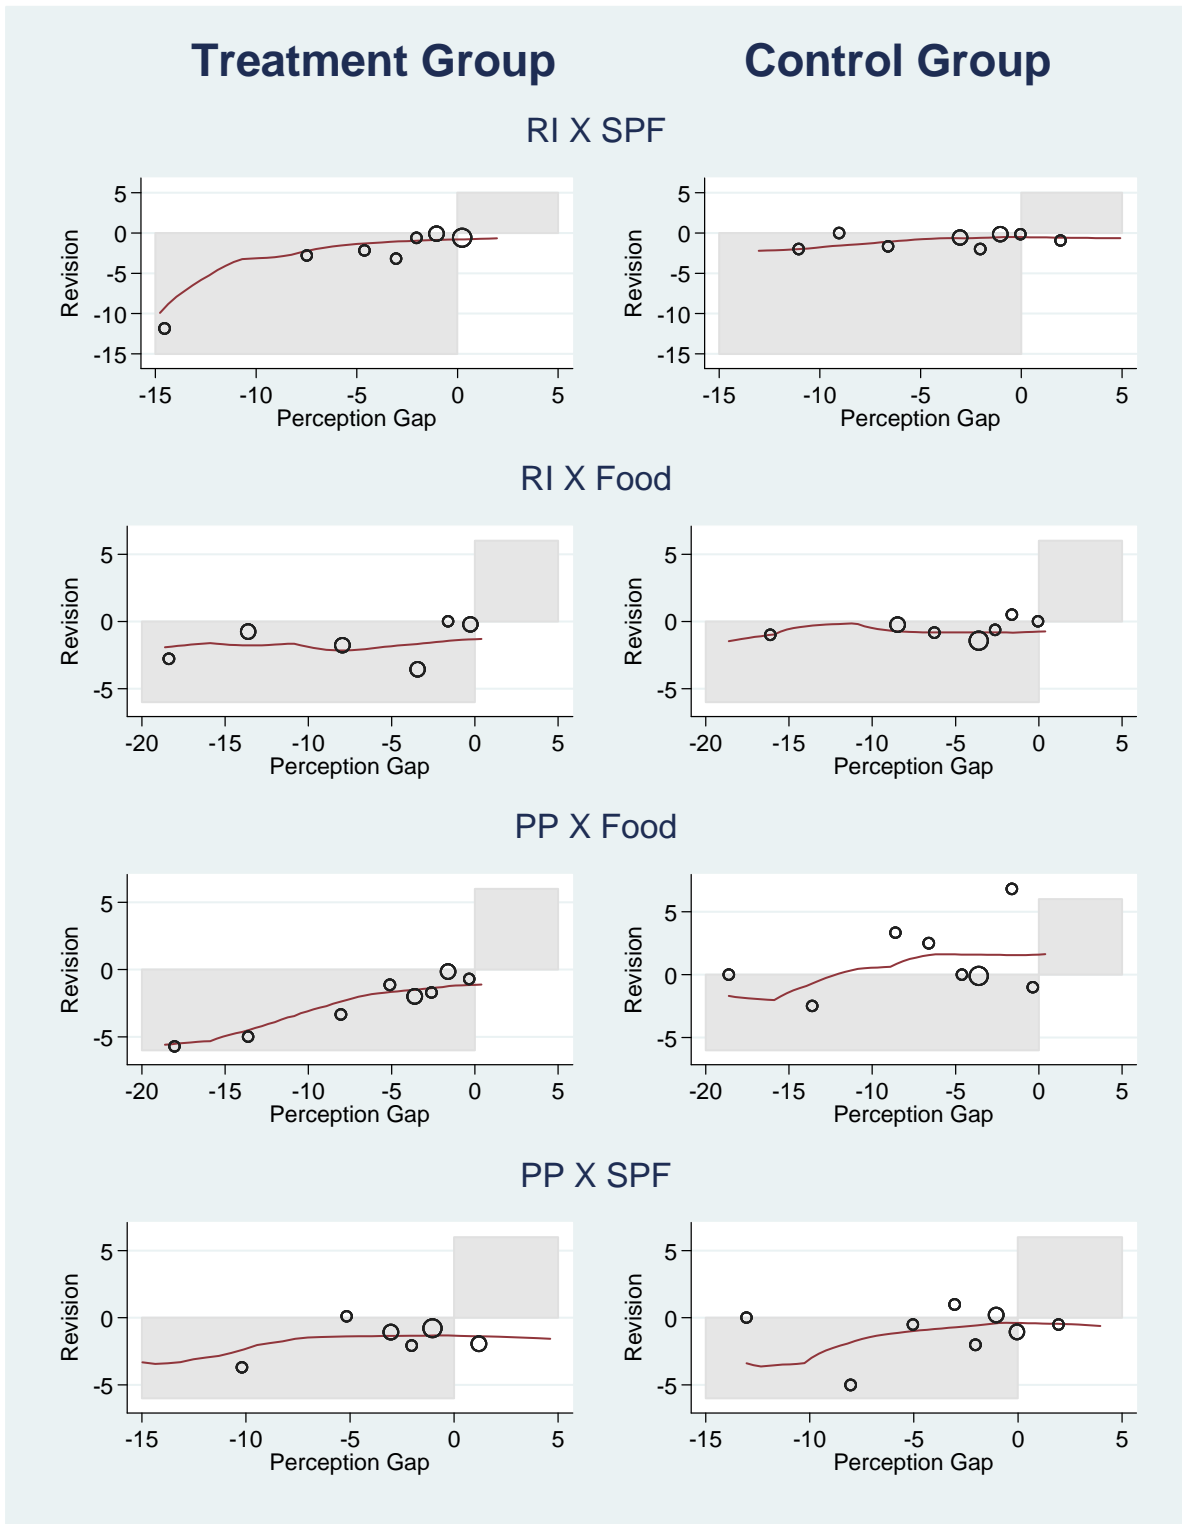 Treatment Group Control Group
RI X SPF
5 5
0 0
-5 -5
-10 -10
-15 -15
Revision Revision
-15 -10 -5 0 5 -15 -10 -5 0 5
Perception Gap Perception Gap
RI X Food
5 5
0 0
-5 -5
Revision Revision
-20 -15 -10 -5 0 5 -20 -15 -10 -5 0 5
Perception Gap Perception Gap
PP X Food
5 5
0 0
-5 -5
Revision Revision
-20 -15 -10 -5 0 5 -20 -15 -10 -5 0 5
Perception Gap Perception Gap
PP X SPF
5 5
0 0
-5 -5
Revision Revision
-15 -10 -5 0 5 -15 -10 -5 0 5
Perception Gap Perception Gap